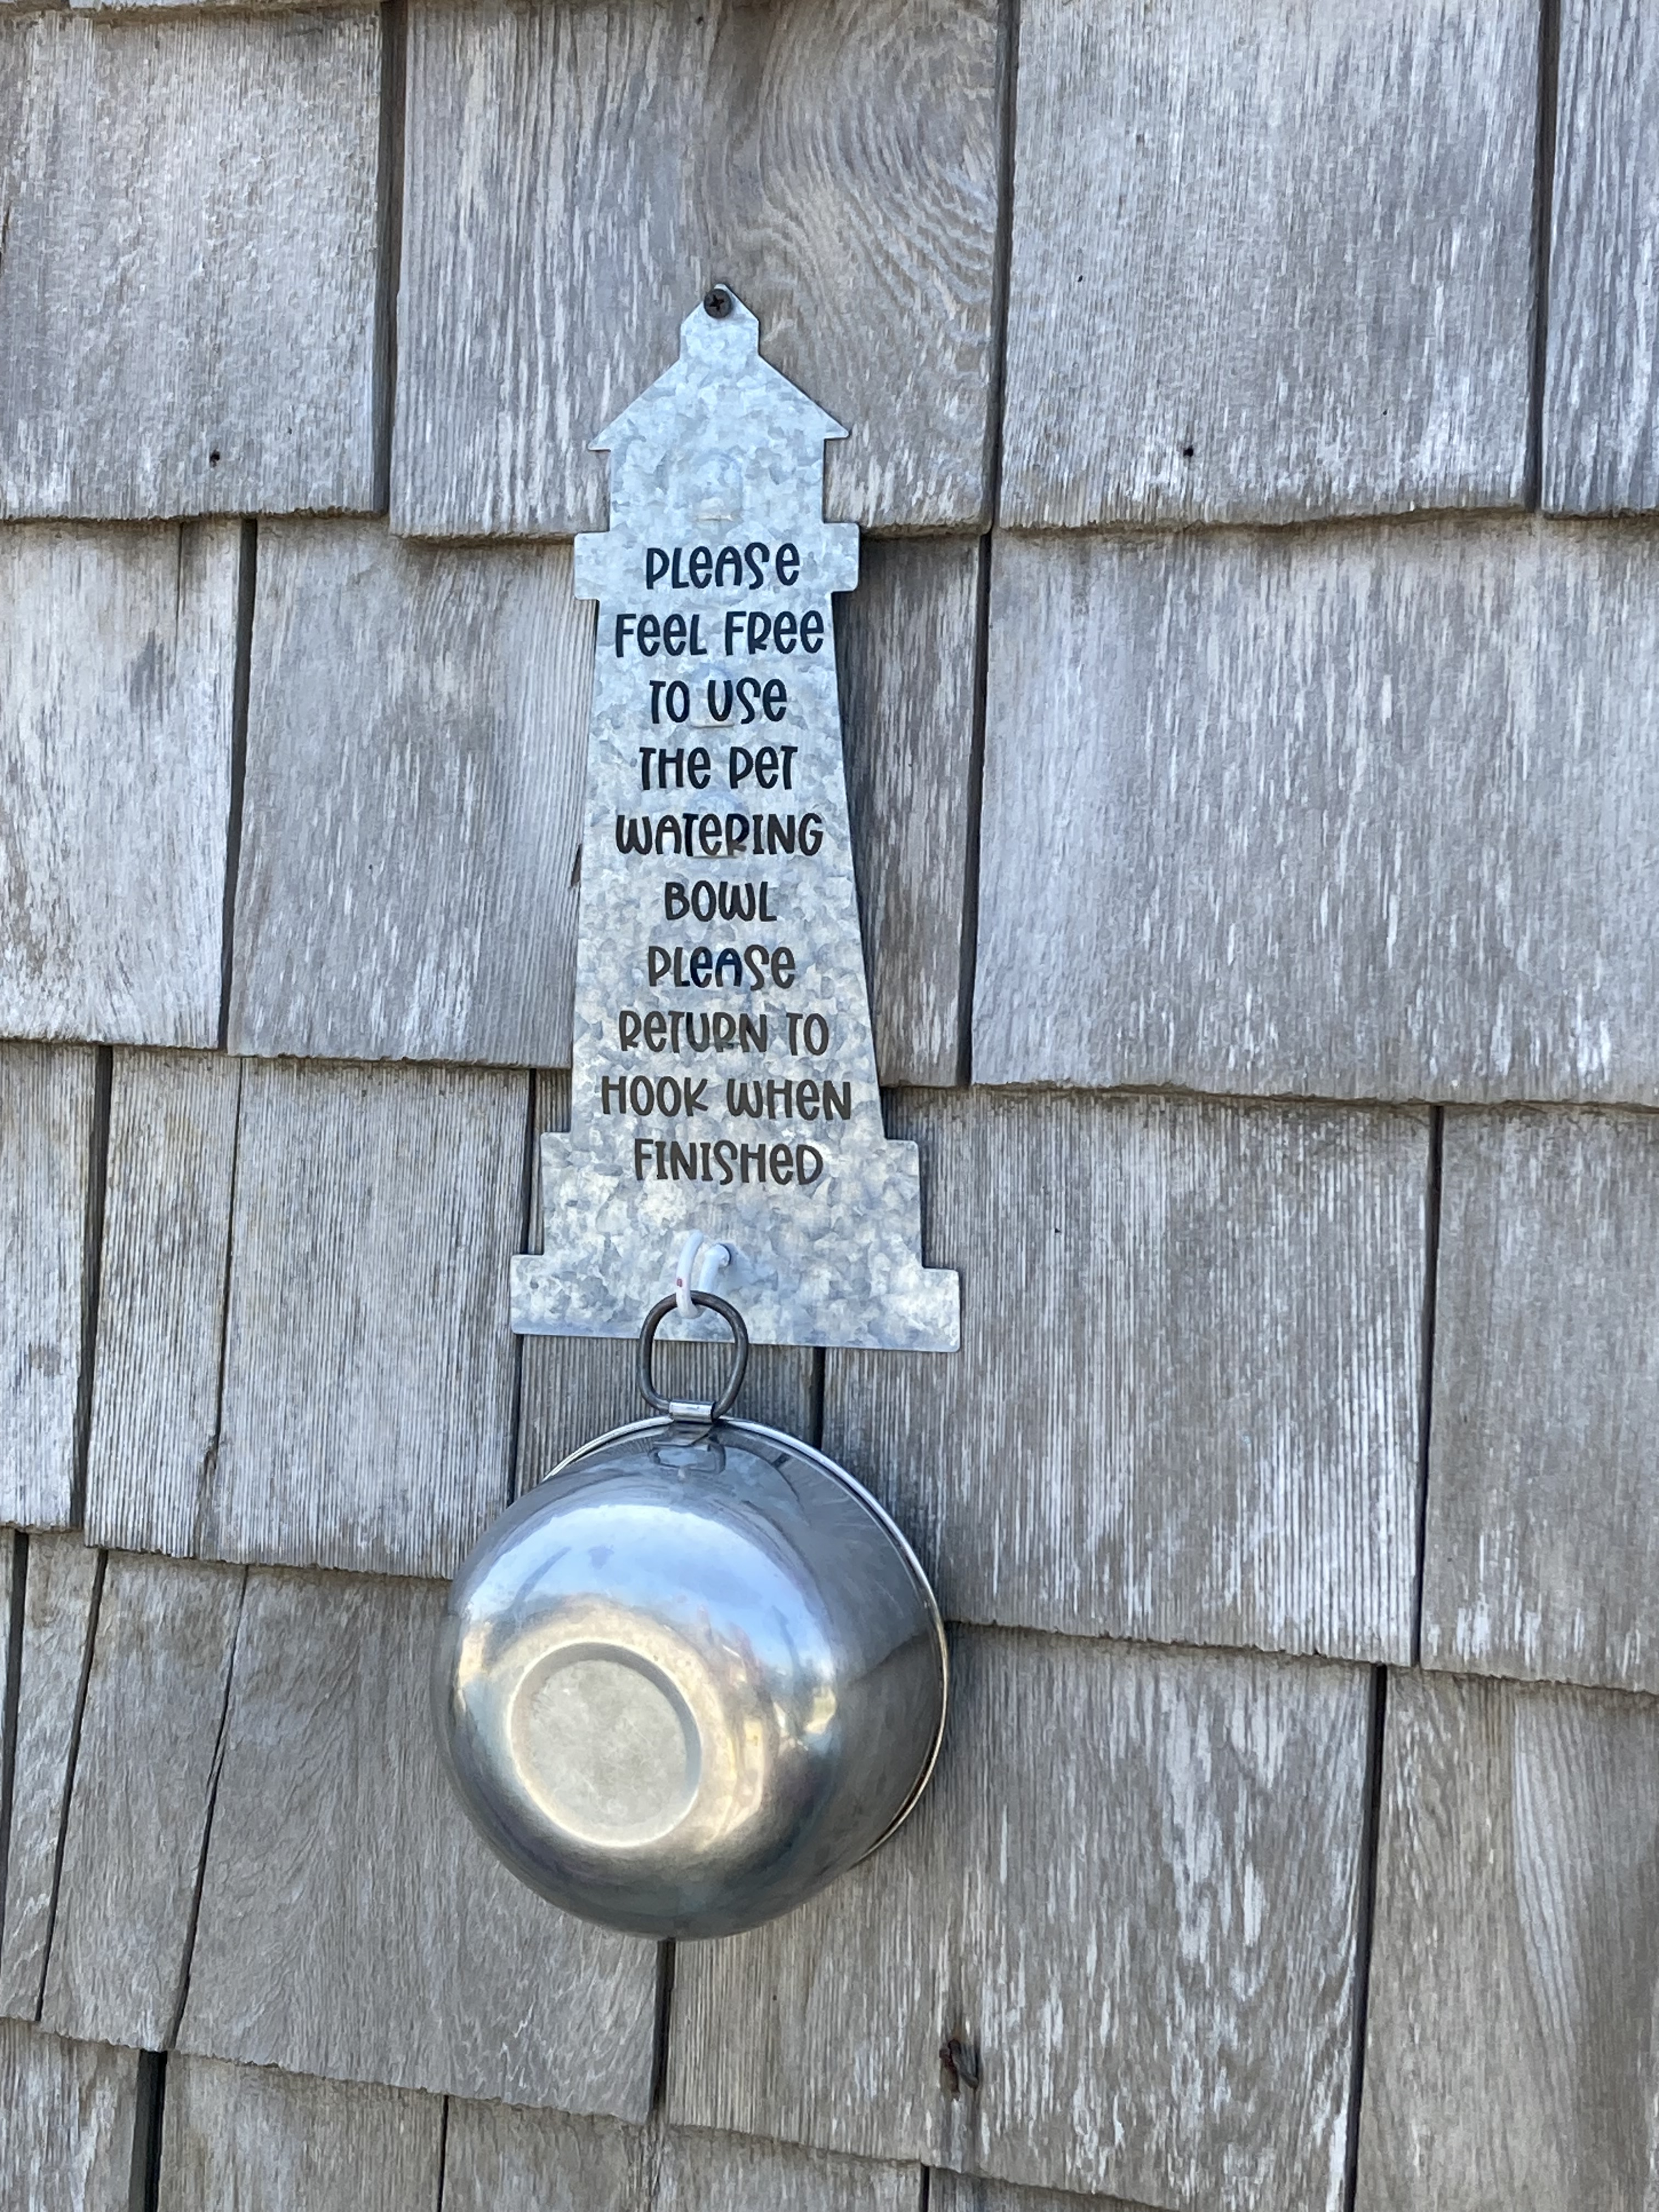 PLeASe
FeeL FRee
TO USe
THe PeT
WATeRING
BOWL
PLeASe
ReTURN TO
HOOK WHeN
FINISHeD